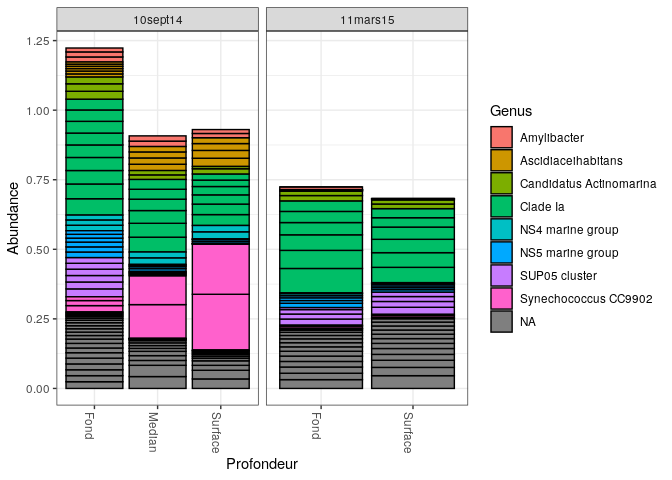 10sept14 11mars15
1.25
1.00
0.75
0.50
0.25
0.00
Abundance
Fond Median Surface Fond Surface
Profondeur
Genus
Amylibacter
Ascidiaceihabitans
Candidatus Actinomarina
Clade Ia
NS4 marine group
NS5 marine group
SUP05 cluster
Synechococcus CC9902
NA